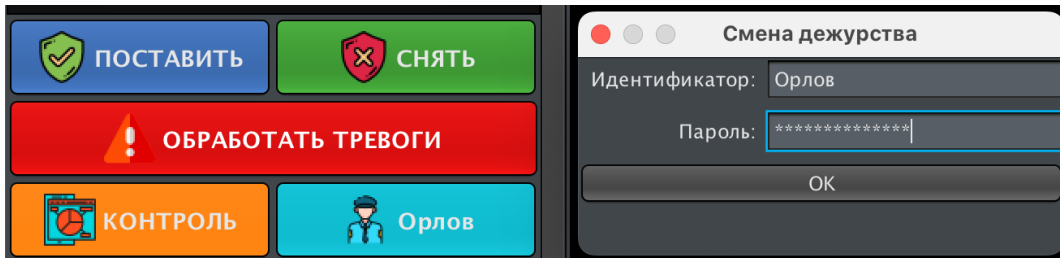 ПОСТАВИТЬ
СНЯТЬ
ОБРАБОТАТЬ ТРЕВОГИ
КОНТРОЛЬ
Орлов
Смена дежурства
Идентификатор: Орлов
Пароль: **************
OK